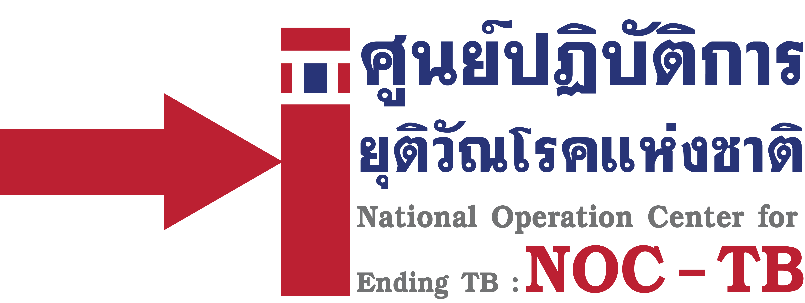 ศูนย์ปฏิบัติการ
ยุติวัณโรคแห่งชาติ
National Operation Center for
Ending TB : NOC – TB